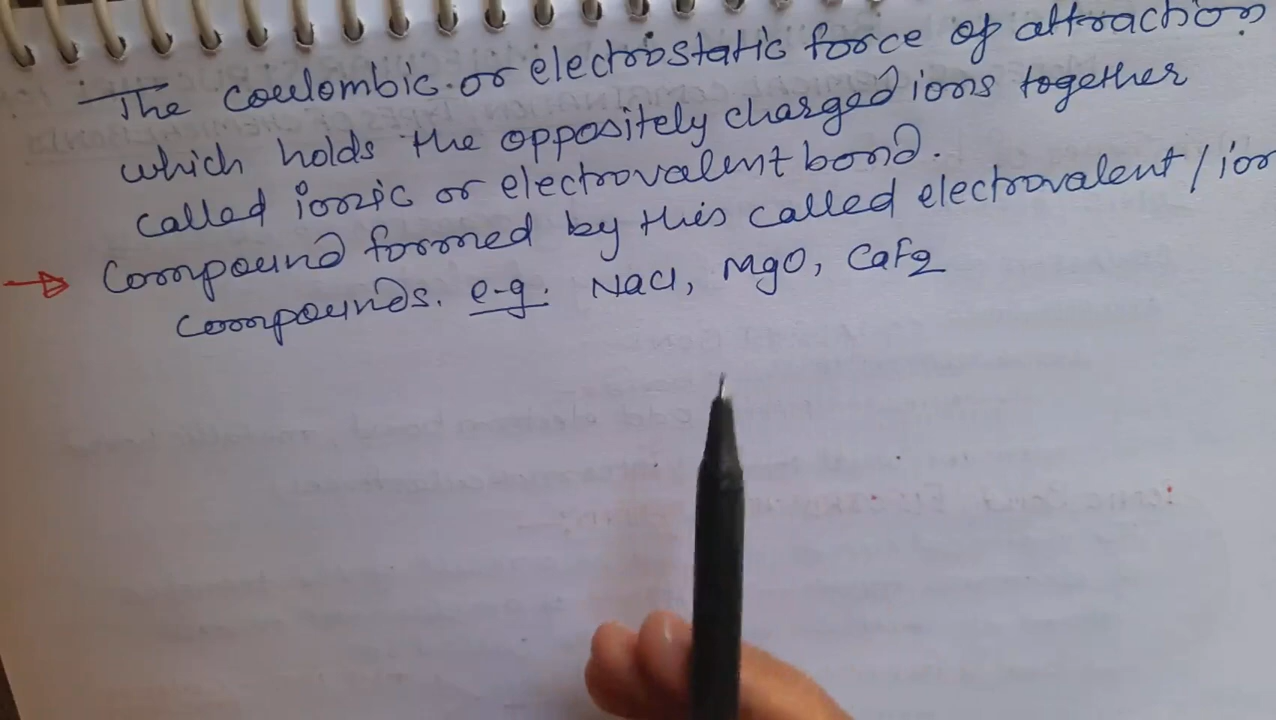 The coulombic or electrostatic force of attraction
which holds the oppositely charged ions together
called ionic or electrovalent bond.
Compound formed by this called electrovalent / ion
compounds. e.g. NaCl, MgO, CaF2